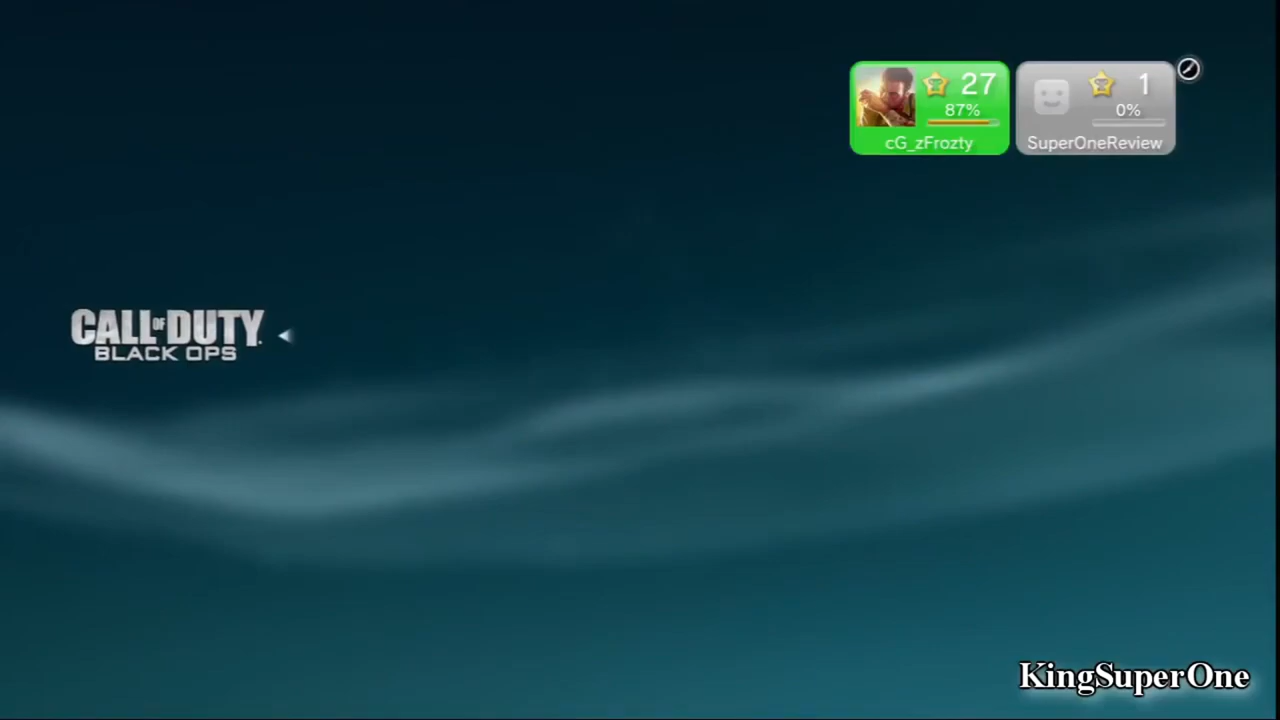 27
87%
cG_zFrozty
1
0%
SuperOneReview
CALL OF DUTY
BLACK OPS
KingSuperOne